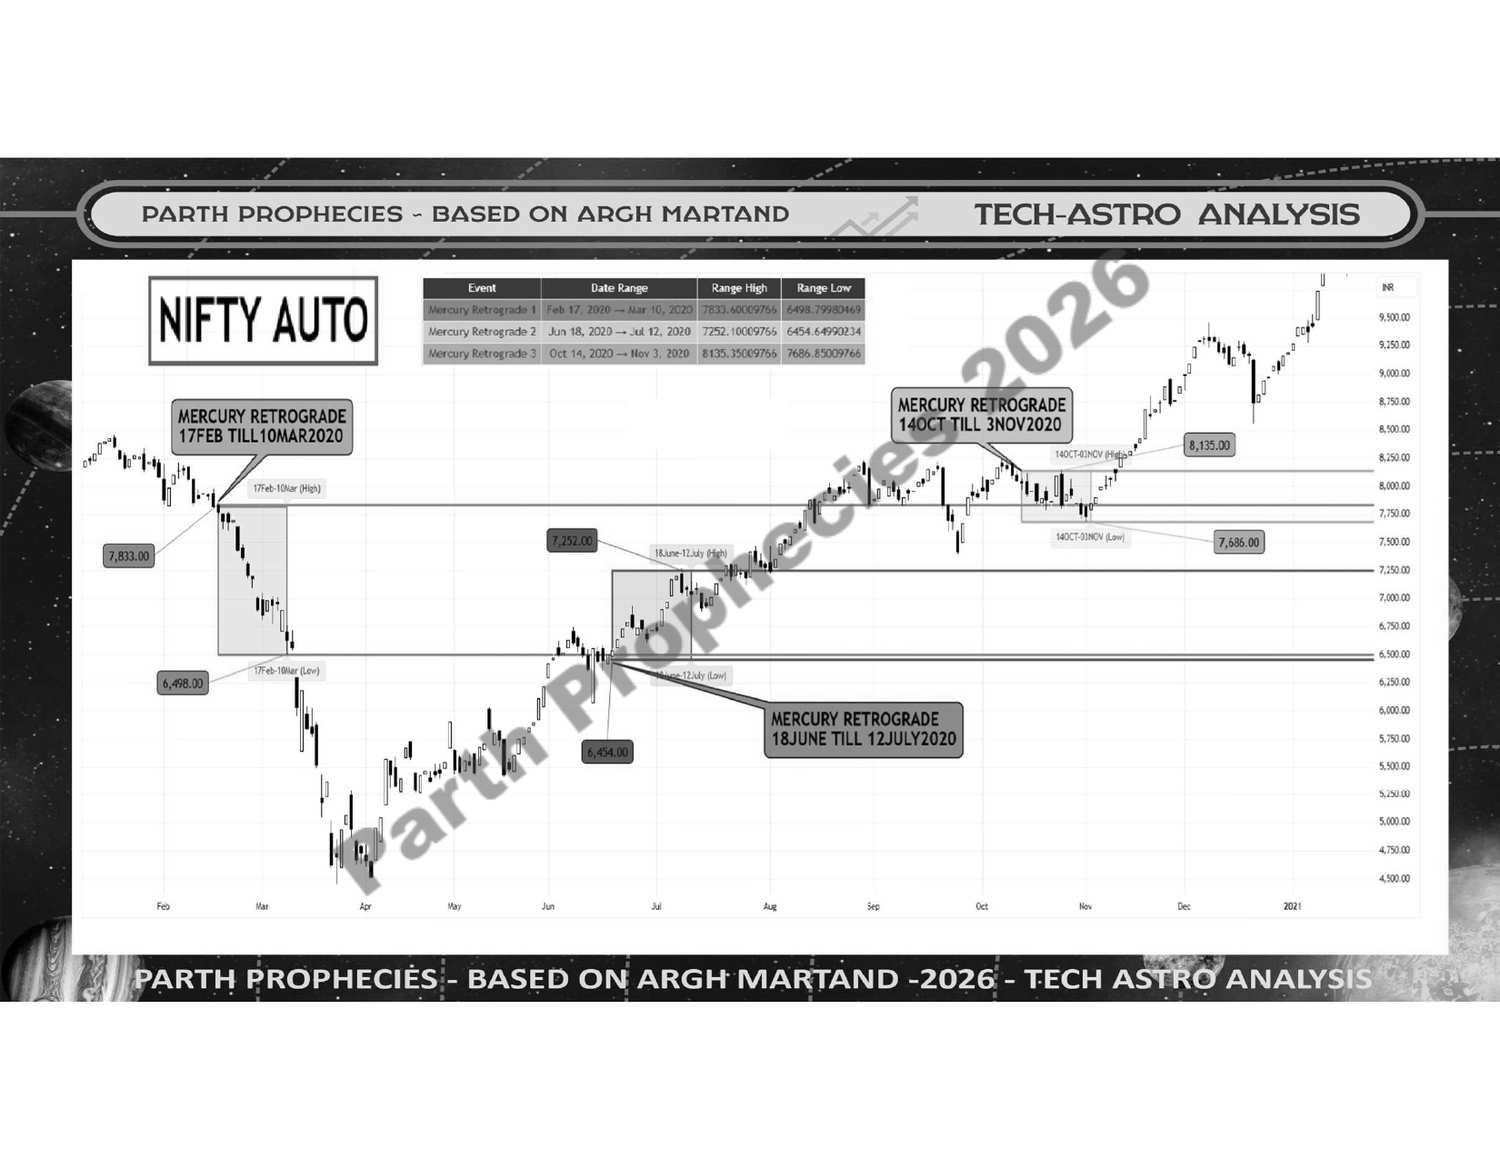 PARTH PROPHECIES ~ BASED ON ARGH MARTAND
TECH-ASTRO ANALYSIS
NIFTY AUTO
Event Date Range Range High Range Low
Mercury Retrograde 1 Feb 17, 2020 → Mar 10, 2020 7833.60009766 6498.79980469
Mercury Retrograde 2 Jun 18, 2020 → Jul 12, 2020 7252.10009766 6454.64990234
Mercury Retrograde 3 Oct 14, 2020 → Nov 3, 2020 8135.35009766 7686.85009766
INR
9,500.00
9,250.00
9,000.00
8,750.00
8,500.00
8,250.00
8,000.00
7,750.00
7,500.00
7,250.00
7,000.00
6,750.00
6,500.00
6,250.00
6,000.00
5,750.00
5,500.00
5,250.00
5,000.00
4,750.00
4,500.00
MERCURY RETROGRADE
17FEB TILL10MAR2020
17Feb-10Mar (High)
7,833.00
6,498.00
17Feb-10Mar (Low)
7,252.00
18June-12July (High)
18June-12July (Low)
6,454.00
MERCURY RETROGRADE
18JUNE TILL 12JULY2020
MERCURY RETROGRADE
14OCT TILL 3NOV2020
14OCT-03NOV (High)
8,135.00
14OCT-03NOV (Low)
7,686.00
Feb Mar Apr May Jun Jul Aug Sep Oct Nov Dec 2021
Parth Prophecies 2026
PARTH PROPHECIES - BASED ON ARGH MARTAND -2026 - TECH ASTRO ANALYSIS